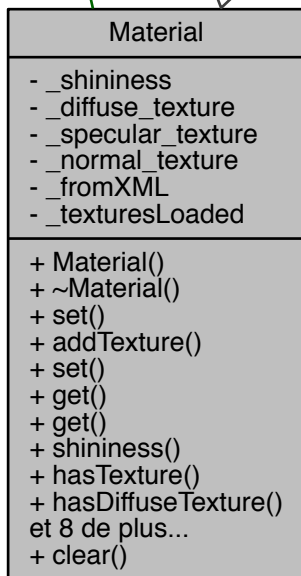 Material
- _shininess
- _diffuse_texture
- _specular_texture
- _normal_texture
- _fromXML
- _texturesLoaded
+ Material()
+ ~Material()
+ set()
+ addTexture()
+ set()
+ get()
+ get()
+ shininess()
+ hasTexture()
+ hasDiffuseTexture()
et 8 de plus...
+ clear()